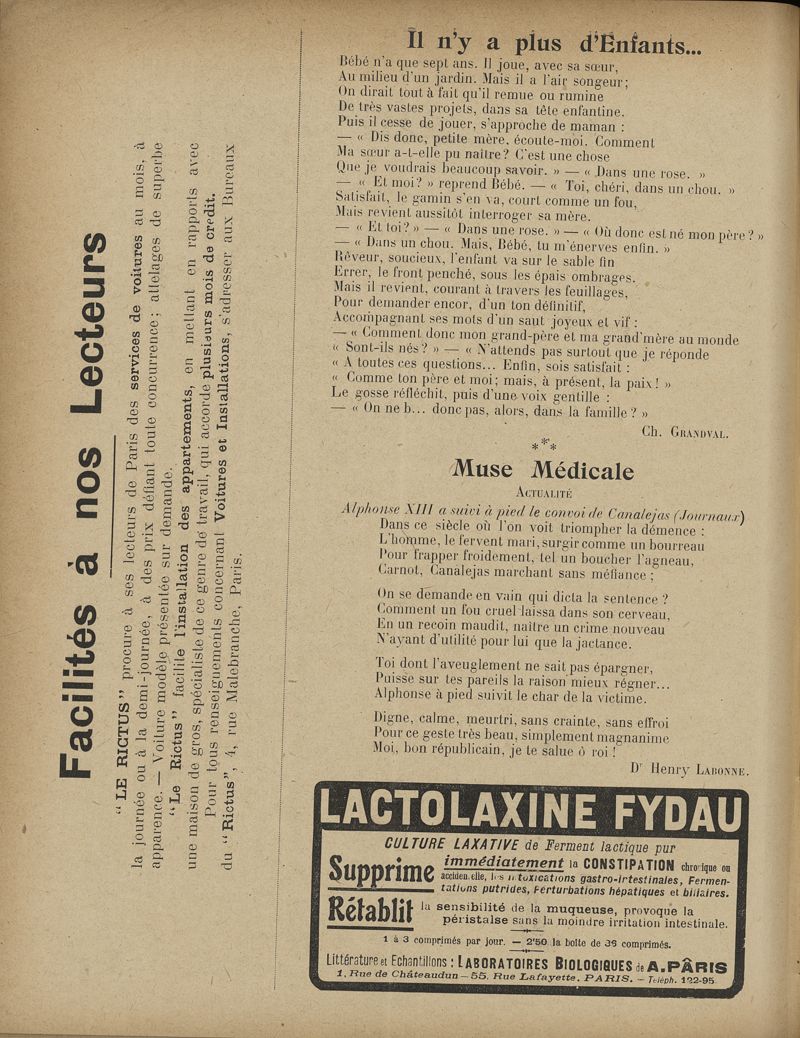 Facilités à nos Lecteurs
"LE RICTUS" procure à ses lecteurs de Paris des services de voitures au mois, à
la journée ou à la demi-journée, à des prix défiant toute concurrence ; attelages de superbe
apparence. — Voiture modèle présentée sur demande.
"Le Rictus" facilite l'installation des appartements, en mettant en rapports avec
une maison de gros, spécialiste de ce genre de travail, qui accorde plusieurs mois de credit.
Pour tous renseignements concernant Voitures et Installations, s'adresser aux Bureaux
du "Rictus", 4, rue Malebranche, Paris.
Il n'y a plus d'Enfants...
Bébé n'a que sept ans. Il joue, avec sa sœur,
Au milieu d'un jardin. Mais il a l'air songeur ;
On dirait tout à fait qu'il remue ou rumine
De très vastes projets, dans sa tête enfantine.
Puis il cesse de jouer, s'approche de maman :
— « Dis donc, petite mère, écoute-moi. Comment
Ma sœur a-t-elle pu naître? C'est une chose
Que je voudrais beaucoup savoir. » — « Dans une rose. »
— « Et moi? » reprend Bébé. — « Toi, chéri, dans un chou. »
Satisfait, le gamin s'en va, court comme un fou,
Mais revient aussitôt interroger sa mère.
— « Et toi? » — « Dans une rose. » — « Où donc est né mon père? »
— « Dans un chou. Mais, Bébé, tu m'énerves enfin. »
Rêveur, soucieux, l'enfant va sur le sable fin
Errer, le front penché, sous les épais ombrages.
Mais il revient, courant à travers les feuillages,
Pour demander encor, d'un ton définitif,
Accompagnant ses mots d'un saut joyeux et vif :
— « Comment donc mon grand-père et ma grand'mère au monde
« Sont-ils nés? » — « N'attends pas surtout que je réponde
« A toutes ces questions... Enfin, sois satisfait :
« Comme ton père et moi ; mais, à présent, la paix! »
Le gosse réfléchit, puis d'une voix gentille :
— « On ne b... donc pas, alors, dans la famille? »
Ch. GRANDVAL.
***
Muse Médicale
ACTUALITÉ
Alphonse XIII a suivi à pied le convoi de Canalejas (Journaux)
Dans ce siècle où l'on voit triompher la démence :
L'homme, le fervent mari, surgir comme un bourreau
Pour frapper froidement, tel un boucher l'agneau,
Carnot, Canalejas marchant sans méfiance ;
On se demande en vain qui dicta la sentence ?
Comment un fou cruel laissa dans son cerveau,
En un recoin maudit, naître un crime nouveau
N'ayant d'utilité pour lui que la jactance.
Toi dont l'aveuglement ne sait pas épargner,
Puisse sur tes pareils la raison mieux régner...
Alphonse à pied suivit le char de la victime.
Digne, calme, meurtri, sans crainte, sans effroi
Pour ce geste très beau, simplement magnanime
Moi, bon républicain, je te salue ô roi !
Dr Henry LABONNE.
LACTOLAXINE FYDAU
CULTURE LAXATIVE de Ferment lactique pur
Supprime immédiatement la CONSTIPATION chronique ou
accidentelle, les intoxications gastro-intestinales, Fermen-
tations putrides, Perturbations hépatiques et biliaires.
Rétablit la sensibilité de la muqueuse, provoque la
péristalse sans la moindre irritation intestinale.
1 à 3 comprimés par jour. — 2'50 la boîte de 36 comprimés.
Littérature et Echantillons : LABORATOIRES BIOLOGIQUES de A. PÂRIS
1, Rue de Châteaudun — 55, Rue Lafayette, PARIS. — Téléph. 122-95